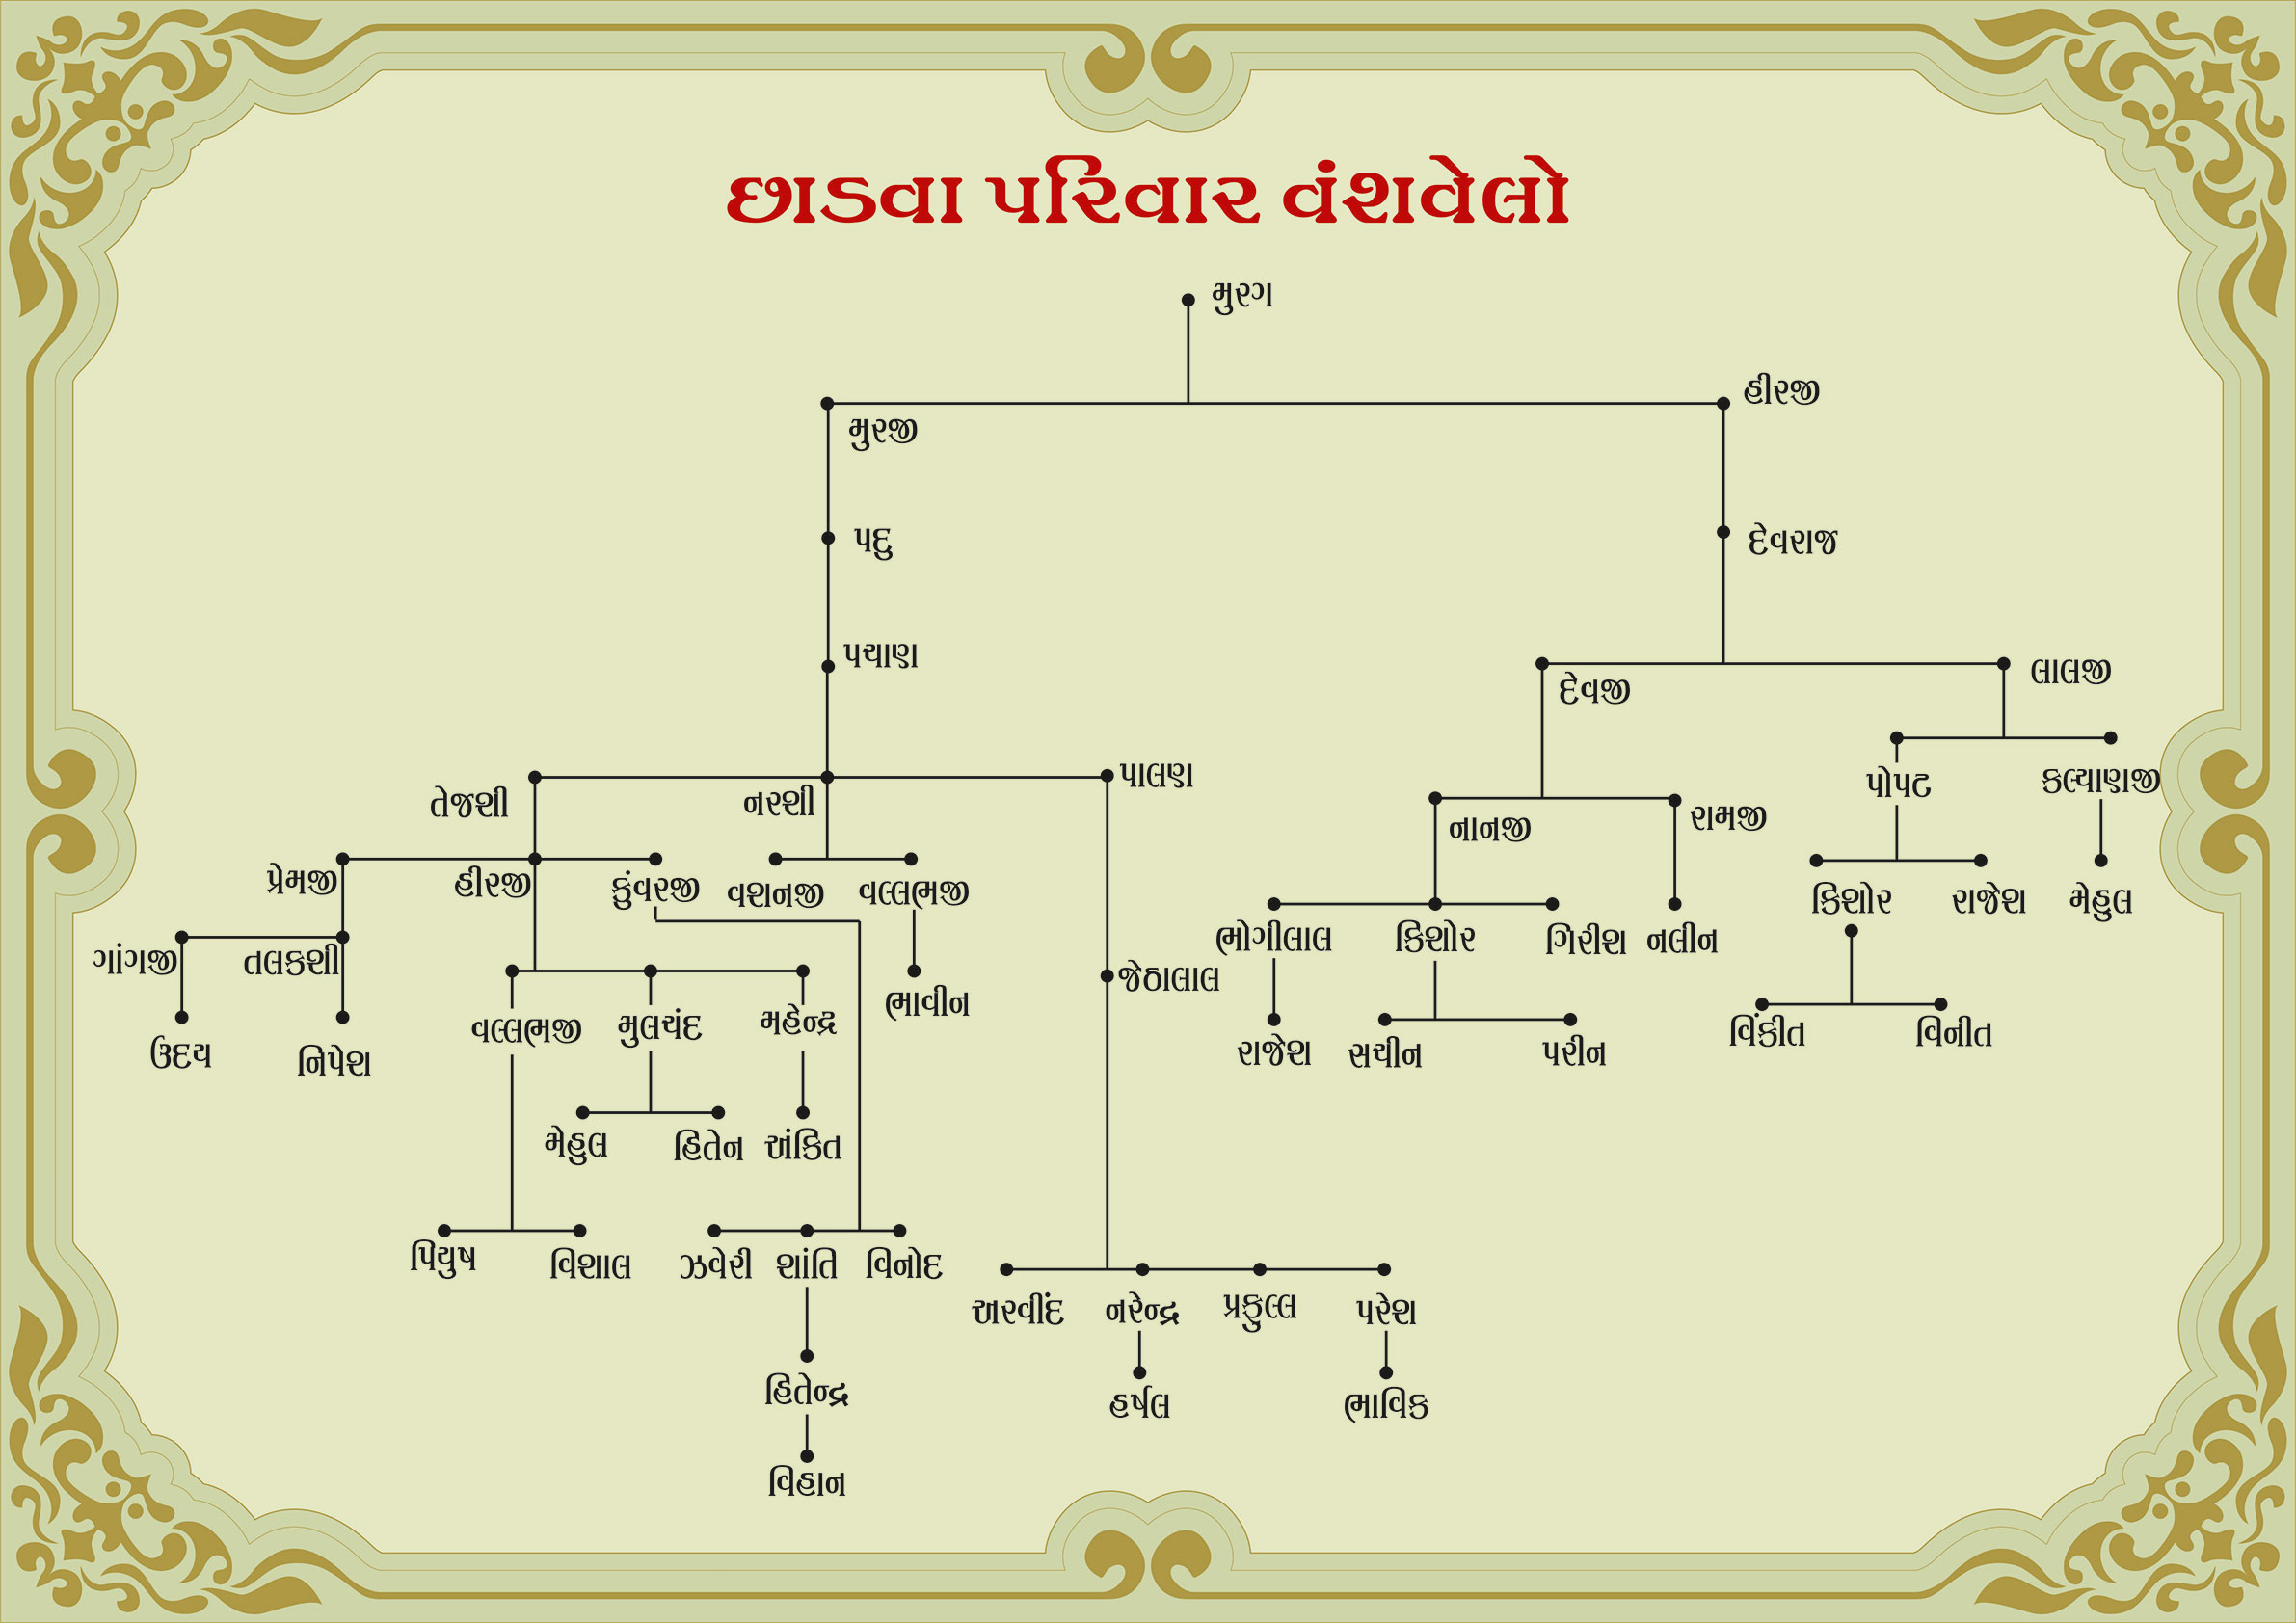 છાડવા પરિવાર વંશવેલો
મુરગ
હીરજી
મુરજી
પદુ
દેવરાજ
પચાણ
દેવજી
લાલજી
તેજશી
નરશી
પાલણ
નાનજી
રામજી
પોપટ
કલ્યાણજી
પ્રેમજી
હીરજી
કુંવરજી
વશનજી
વલ્લભજી
કિશોર
રાજેશ
મેહુલ
ગાંગજી
તલકશી
ભાવીન
જેઠાલાલ
ભોગીલાલ
કિશોર
ગિરીશ
નલીન
ઉદય
નિપેશ
વલ્લભજી
મુલચંદ
મહેન્દ્ર
રાજેશ
સચીન
પરીન
વિંકીત
વિનીત
મેહુલ
હિતેન
અંકિત
પિયુષ
વિશાલ
ઝવેરી
શાંતિ
વિનોદ
અરવીંદ
નરેન્દ્ર
પ્રફુલ્લ
પરેશ
હિતેન્દ્ર
હર્ષલ
ભાવિક
વિહાન